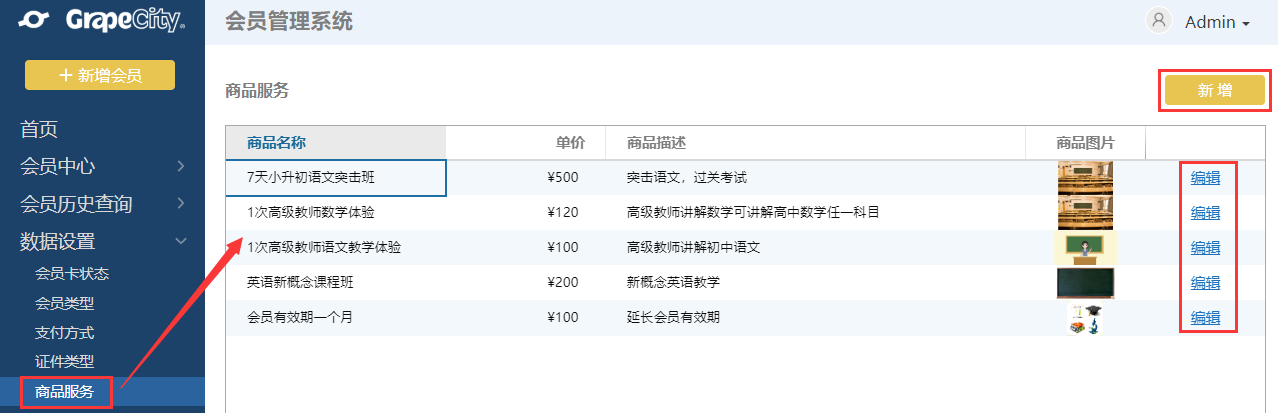 GrapeCity
会员管理系统
Admin
+ 新增会员
首页
会员中心
会员历史查询
数据设置
会员卡状态
会员类型
支付方式
证件类型
商品服务
商品服务
新 增
商品名称 单价 商品描述 商品图片
7天小升初语文突击班 ¥500 突击语文，过关考试 编辑
1次高级教师数学体验 ¥120 高级教师讲解数学可讲解高中数学任一科目 编辑
1次高级教师语文教学体验 ¥100 高级教师讲解初中语文 编辑
英语新概念课程班 ¥200 新概念英语教学 编辑
会员有效期一个月 ¥100 延长会员有效期 编辑